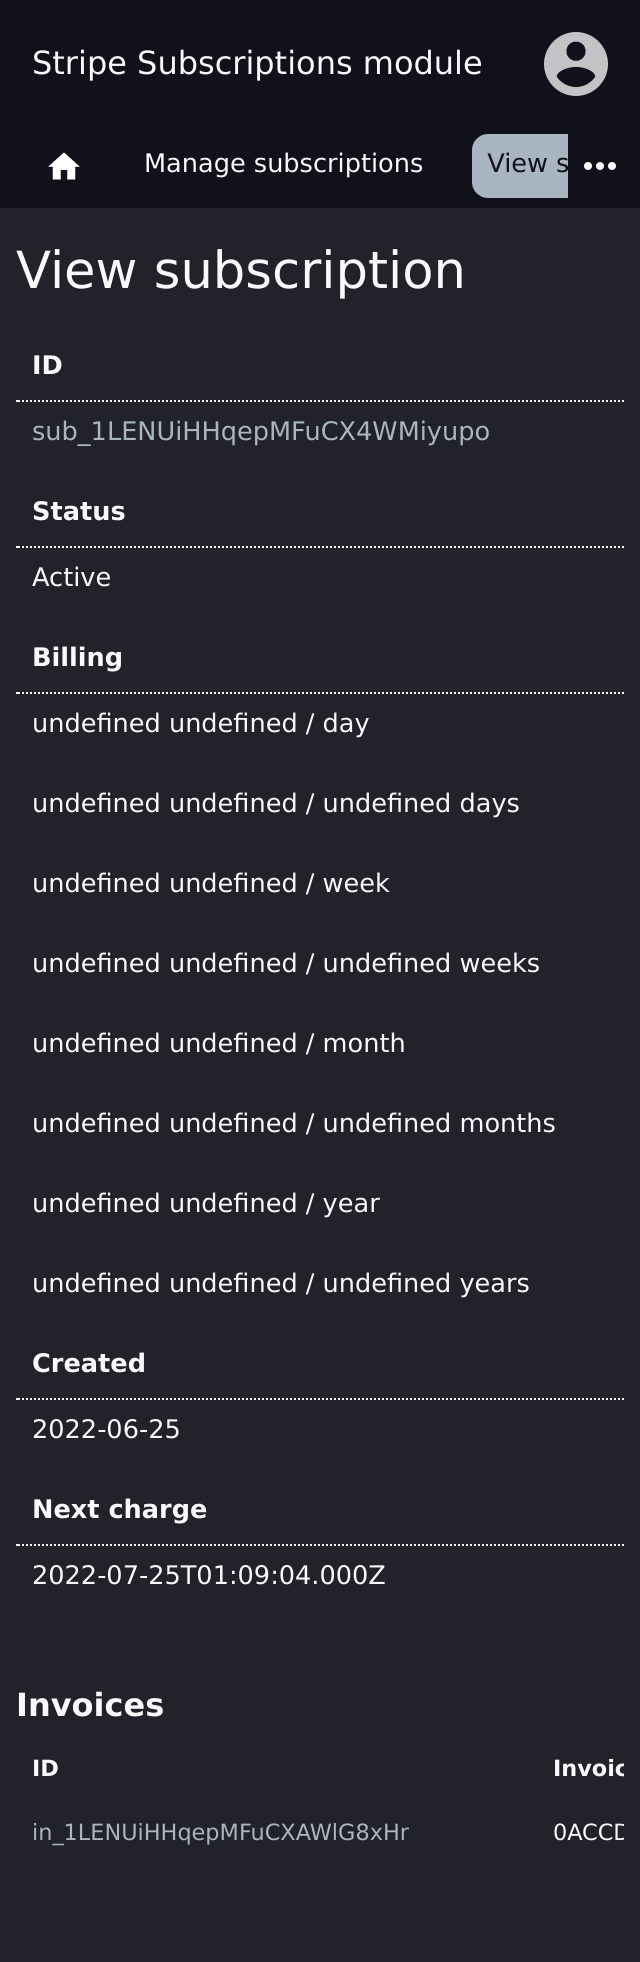 Stripe Subscriptions module
Manage subscriptions
View s
View subscription
ID
sub_1LENUiHHqepMFuCX4WMiyupo
Status
Active
Billing
undefined undefined / day
undefined undefined / undefined days
undefined undefined / week
undefined undefined / undefined weeks
undefined undefined / month
undefined undefined / undefined months
undefined undefined / year
undefined undefined / undefined years
Created
2022-06-25
Next charge
2022-07-25T01:09:04.000Z
Invoices
ID Invoic
in_1LENUiHHqepMFuCXAWlG8xHr 0ACCD